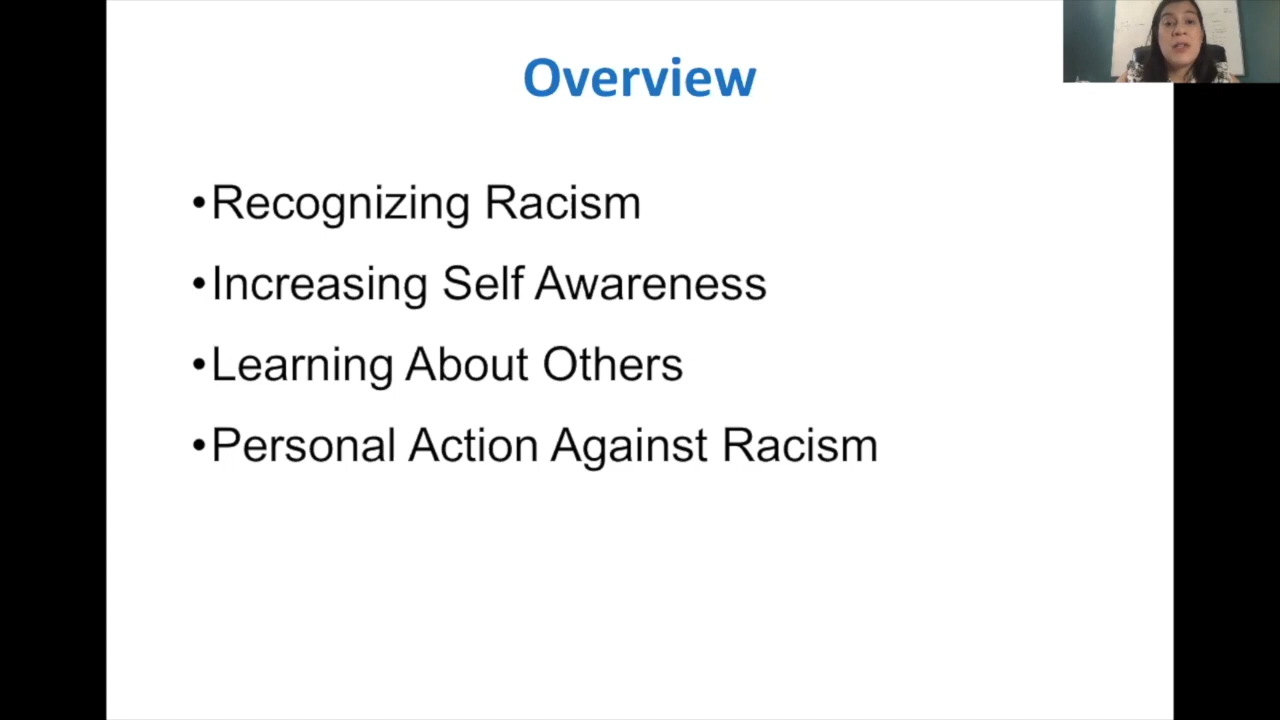 Overview
•Recognizing Racism
•Increasing Self Awareness
•Learning About Others
•Personal Action Against Racism